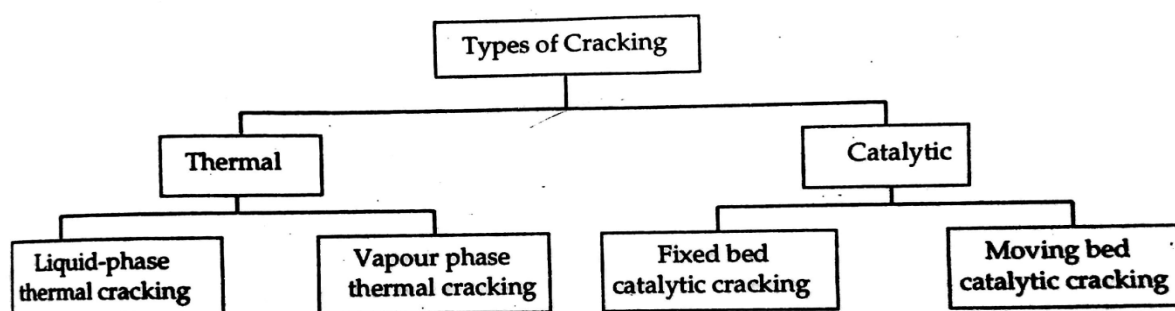 Types of Cracking
Thermal
Catalytic
Liquid-phase
thermal cracking
Vapour phase
thermal cracking
Fixed bed
catalytic cracking
Moving bed
catalytic cracking